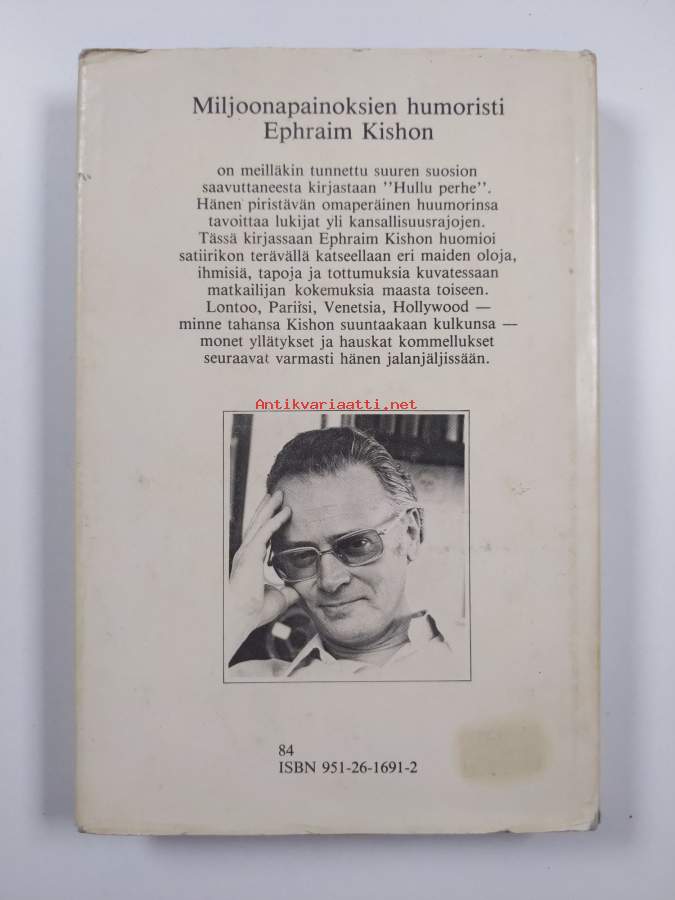 Miljoonapainoksien humoristi
Ephraim Kishon
on meilläkin tunnettu suuren suosion
saavuttaneesta kirjastaan "Hullu perhe".
Hänen piristävän omaperäinen huumorinsa
tavoittaa lukijat yli kansallisuusrajojen.
Tässä kirjassaan Ephraim Kishon huomioi
satiirikon terävällä katseellaan eri maiden oloja,
ihmisiä, tapoja ja tottumuksia kuvatessaan
matkailijan kokemuksia maasta toiseen.
Lontoo, Pariisi, Venetsia, Hollywood —
minne tahansa Kishon suuntaakaan kulkunsa —
monet yllätykset ja hauskat kommellukset
seuraavat varmasti hänen jalanjäljissään.
Antikvariaatti.net
84
ISBN 951-26-1691-2